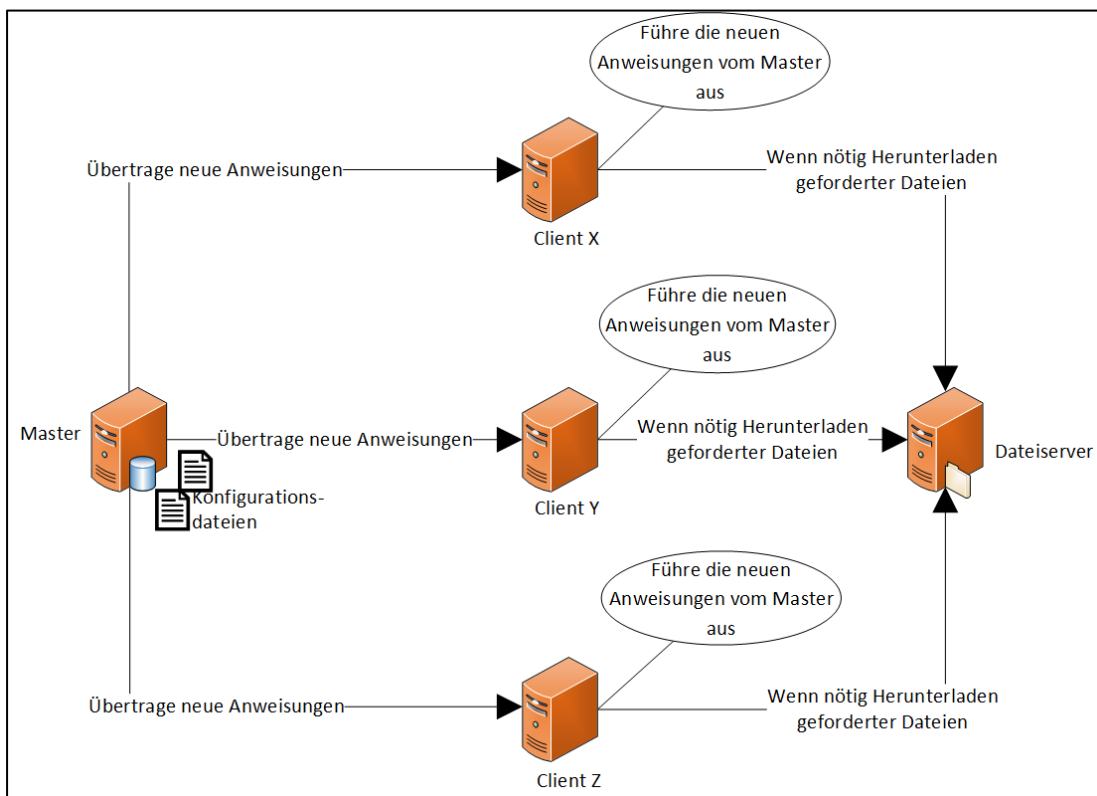 Führe die neuen
Anweisungen vom Master
aus
Übertrage neue Anweisungen
Wenn nötig Herunterladen
geforderter Dateien
Client X
Führe die neuen
Anweisungen vom Master
aus
Master
Übertrage neue Anweisungen
Wenn nötig Herunterladen
geforderter Dateien
Dateiserver
Konfigurations-
dateien
Client Y
Führe die neuen
Anweisungen vom Master
aus
Übertrage neue Anweisungen
Wenn nötig Herunterladen
geforderter Dateien
Client Z